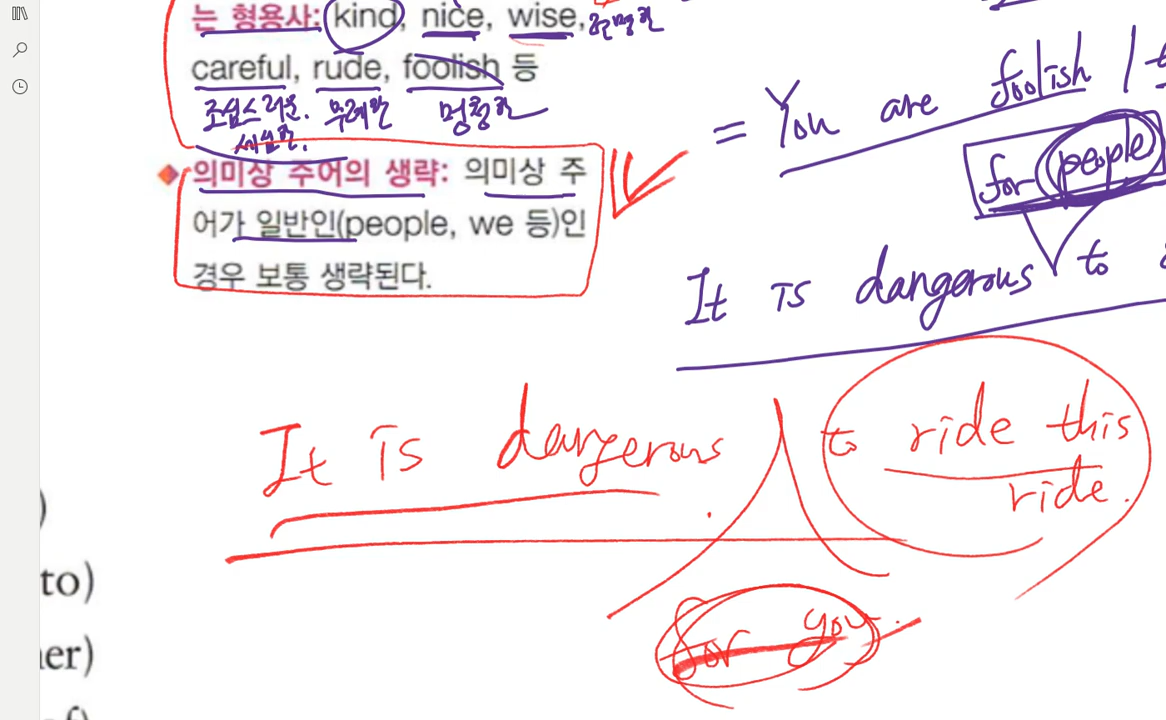 는 형용사: kind, nice, wise, 현명한
careful, rude, foolish 등
조심스러운. 무례한 멍청한
세심한.
= You are foolish
의미상 주어의 생략: 의미상 주
어가 일반인(people, we 등)인
경우 보통 생략된다.
for people
It is dangerous to
It is dangerous to ride this
ride.
for you.
)
to)
er)